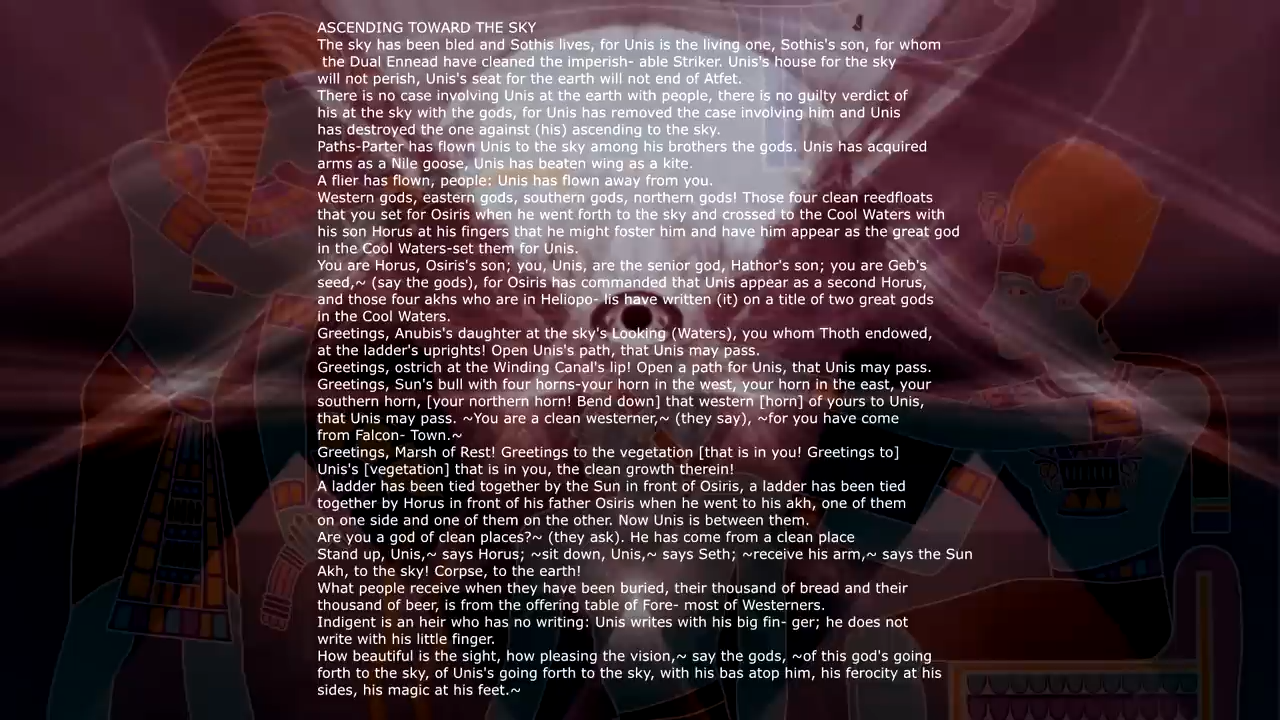 ASCENDING TOWARD THE SKY
The sky has been bled and Sothis lives, for Unis is the living one, Sothis's son, for whom
the Dual Ennead have cleaned the imperish- able Striker. Unis's house for the sky
will not perish, Unis's seat for the earth will not end of Atfet.
There is no case involving Unis at the earth with people, there is no guilty verdict of
his at the sky with the gods, for Unis has removed the case involving him and Unis
has destroyed the one against (his) ascending to the sky.
Paths-Parter has flown Unis to the sky among his brothers the gods. Unis has acquired
arms as a Nile goose, Unis has beaten wing as a kite.
A flier has flown, people: Unis has flown away from you.
Western gods, eastern gods, southern gods, northern gods! Those four clean reedfloats
that you set for Osiris when he went forth to the sky and crossed to the Cool Waters with
his son Horus at his fingers that he might foster him and have him appear as the great god
in the Cool Waters-set them for Unis.
You are Horus, Osiris's son; you, Unis, are the senior god, Hathor's son; you are Geb's
seed,~ (say the gods), for Osiris has commanded that Unis appear as a second Horus,
and those four akhs who are in Heliopo- lis have written (it) on a title of two great gods
in the Cool Waters.
Greetings, Anubis's daughter at the sky's Looking (Waters), you whom Thoth endowed,
at the ladder's uprights! Open Unis's path, that Unis may pass.
Greetings, ostrich at the Winding Canal's lip! Open a path for Unis, that Unis may pass.
Greetings, Sun's bull with four horns-your horn in the west, your horn in the east, your
southern horn, [your northern horn! Bend down] that western [horn] of yours to Unis,
that Unis may pass. ~You are a clean westerner,~ (they say), ~for you have come
from Falcon- Town.~
Greetings, Marsh of Rest! Greetings to the vegetation [that is in you! Greetings to]
Unis's [vegetation] that is in you, the clean growth therein!
A ladder has been tied together by the Sun in front of Osiris, a ladder has been tied
together by Horus in front of his father Osiris when he went to his akh, one of them
on one side and one of them on the other. Now Unis is between them.
Are you a god of clean places?~ (they ask). He has come from a clean place
Stand up, Unis,~ says Horus; ~sit down, Unis,~ says Seth; ~receive his arm,~ says the Sun
Akh, to the sky! Corpse, to the earth!
What people receive when they have been buried, their thousand of bread and their
thousand of beer, is from the offering table of Fore- most of Westerners.
Indigent is an heir who has no writing: Unis writes with his big fin- ger; he does not
write with his little finger.
How beautiful is the sight, how pleasing the vision,~ say the gods, ~of this god's going
forth to the sky, of Unis's going forth to the sky, with his bas atop him, his ferocity at his
sides, his magic at his feet.~